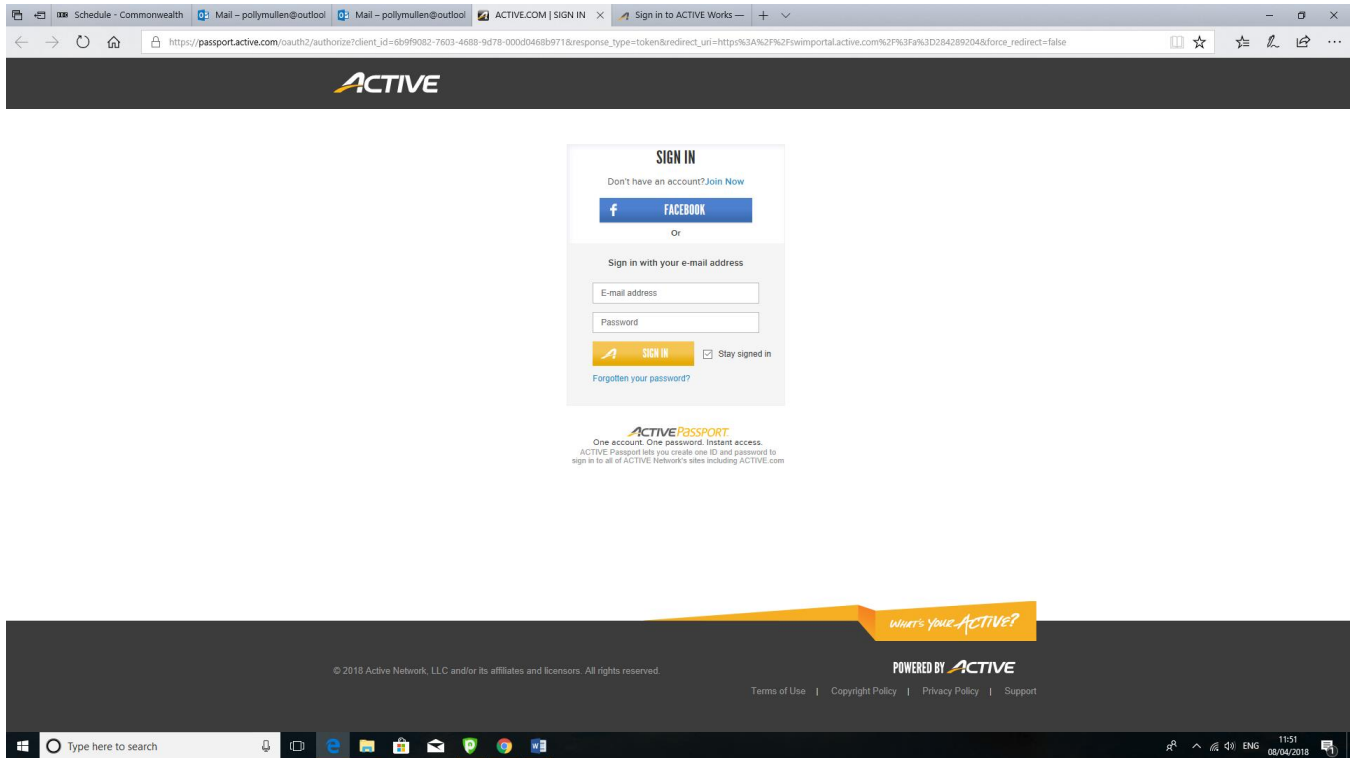 Schedule - Commonwealth
Mail – pollymullen@outlool
Mail – pollymullen@outlool
ACTIVE.COM | SIGN IN
Sign in to ACTIVE Works —
https://passport.active.com/oauth2/authorize?client_id=6b9f9082-7603-4688-9d78-000d0468b971&response_type=token&redirect_uri=https%3A%2F%2Fswimportal.active.com%2F%3Fa%3D284289204&force_redirect=false
ACTIVE
SIGN IN
Don't have an account?Join Now
f FACEBOOK
Or
Sign in with your e-mail address
E-mail address
Password
SIGN IN Stay signed in
Forgotten your password?
ACTIVEPASSPORT.
One account. One password. Instant access.
ACTIVE Passport lets you create one ID and password to
sign in to all of ACTIVE Network's sites including ACTIVE.com
WHAT'S YOUR ACTIVE?
© 2018 Active Network, LLC and/or its affiliates and licensors. All rights reserved.
POWERED BY ACTIVE
Terms of Use | Copyright Policy | Privacy Policy | Support
Type here to search
ENG
11:51
08/04/2018